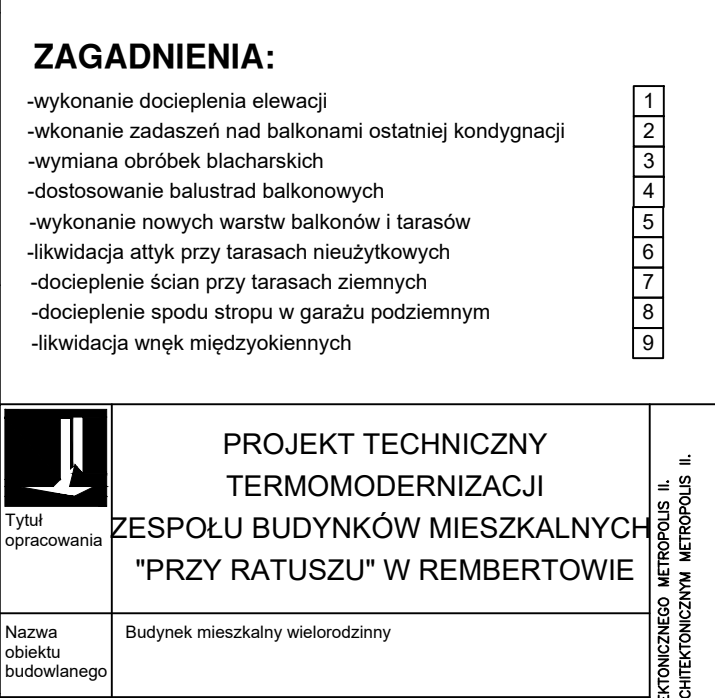 ZAGADNIENIA:
-wykonanie docieplenia elewacji 1
-wkonanie zadaszeń nad balkonami ostatniej kondygnacji 2
-wymiana obróbek blacharskich 3
-dostosowanie balustrad balkonowych 4
-wykonanie nowych warstw balkonów i tarasów 5
-likwidacja attyk przy tarasach nieużytkowych 6
-docieplenie ścian przy tarasach ziemnych 7
-docieplenie spodu stropu w garażu podziemnym 8
-likwidacja wnęk międzyokiennych 9
Tytuł
opracowania
PROJEKT TECHNICZNY
TERMOMODERNIZACJI
ZESPOŁU BUDYNKÓW MIESZKALNYCH
"PRZY RATUSZU" W REMBERTOWIE
Nazwa
obiektu
budowlanego
Budynek mieszkalny wielorodzinny
EKTONICZNEGO METROPOLIS II.
CHITEKTONICZNYM METROPOLIS II.